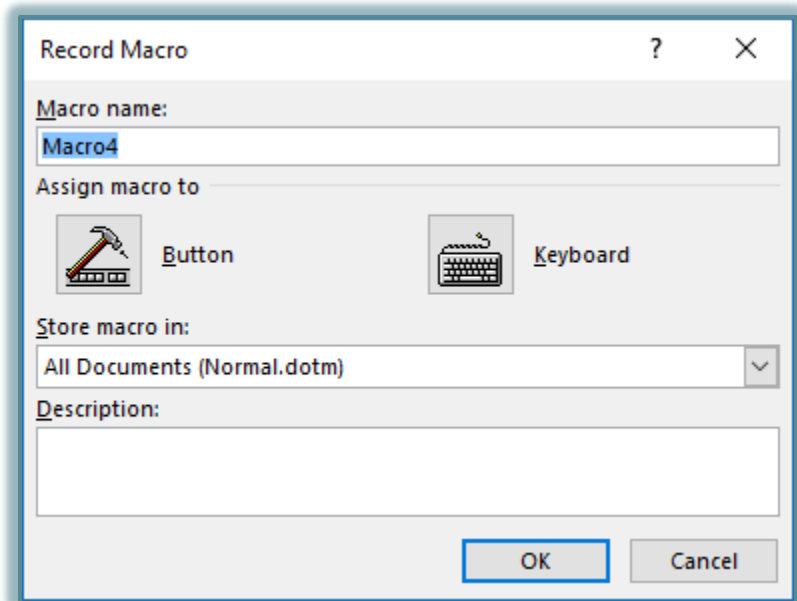 Record Macro ?
Macro name:
Macro4
Assign macro to
Button Keyboard
Store macro in:
All Documents (Normal.dotm)
Description:
OK Cancel